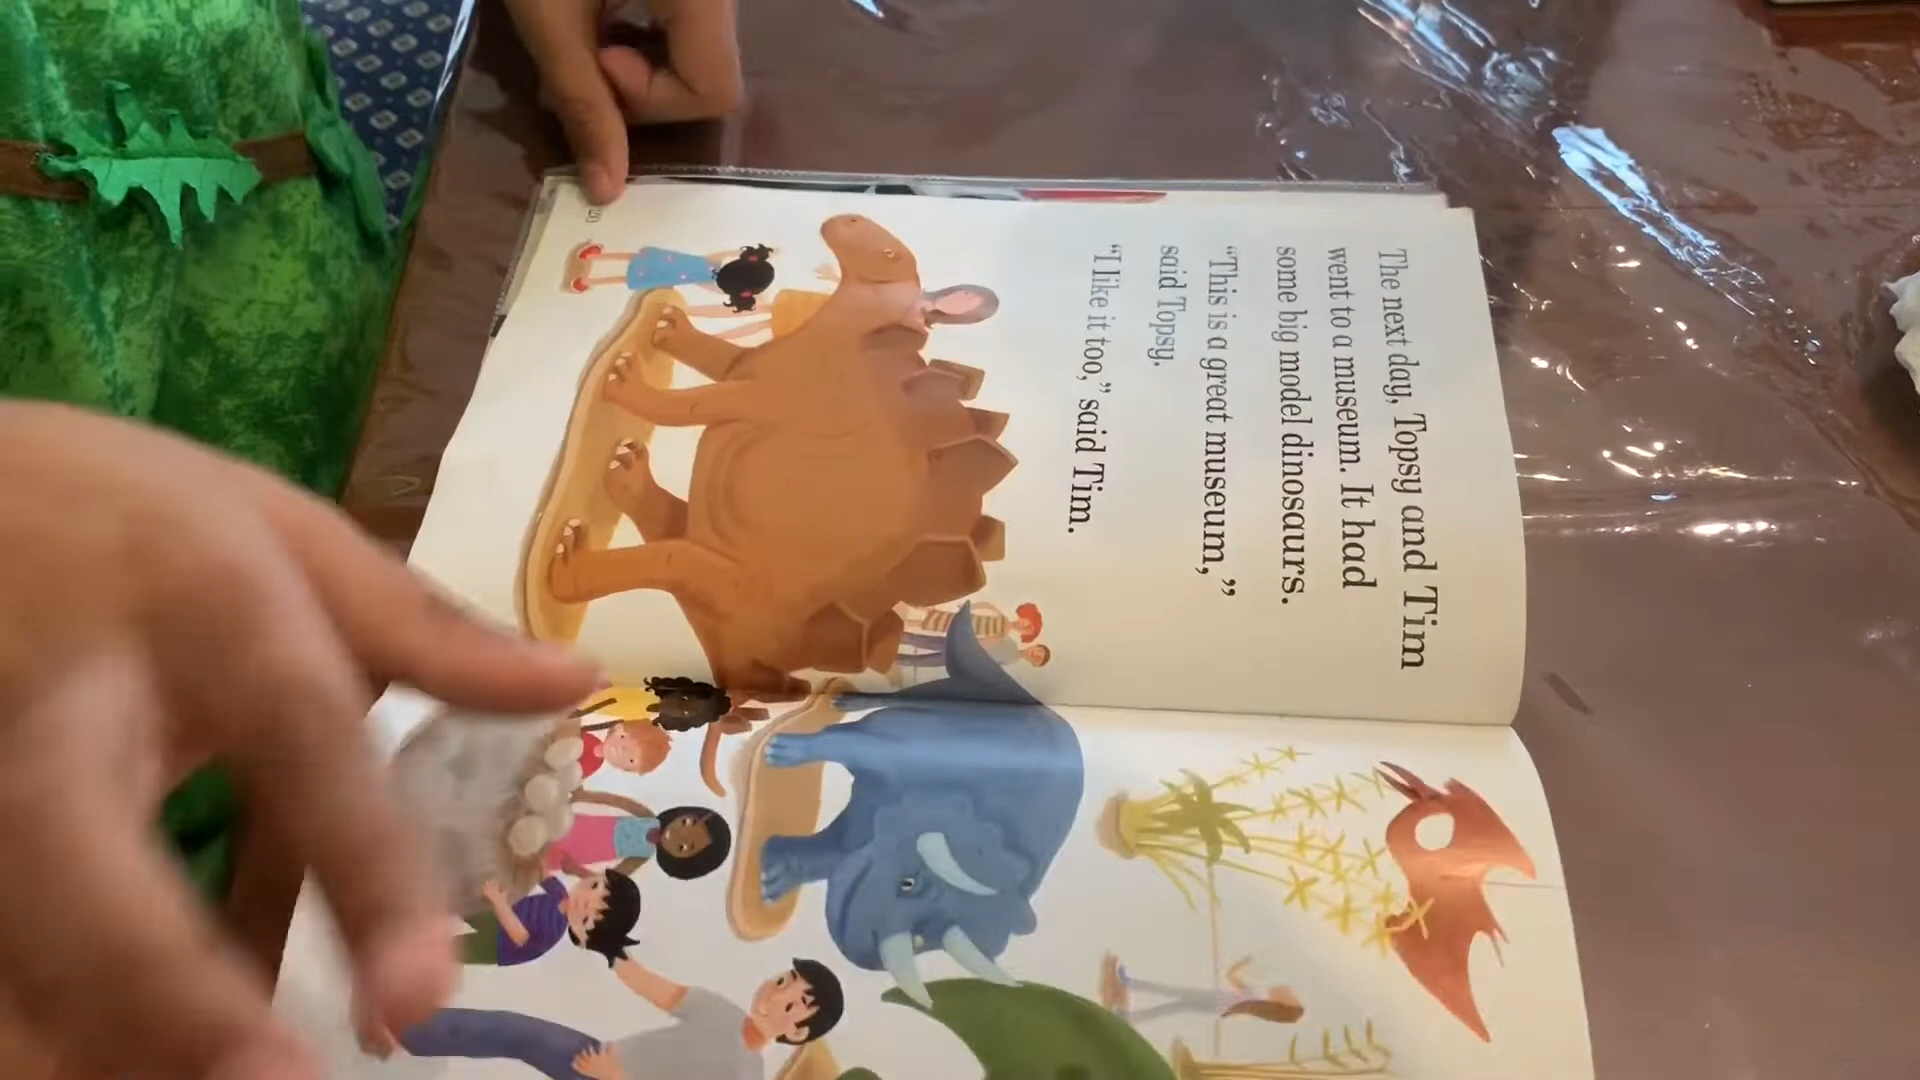 The next day, Topsy and Tim
went to a museum. It had
some big model dinosaurs.
"This is a great museum,"
said Topsy.
"I like it too," said Tim.